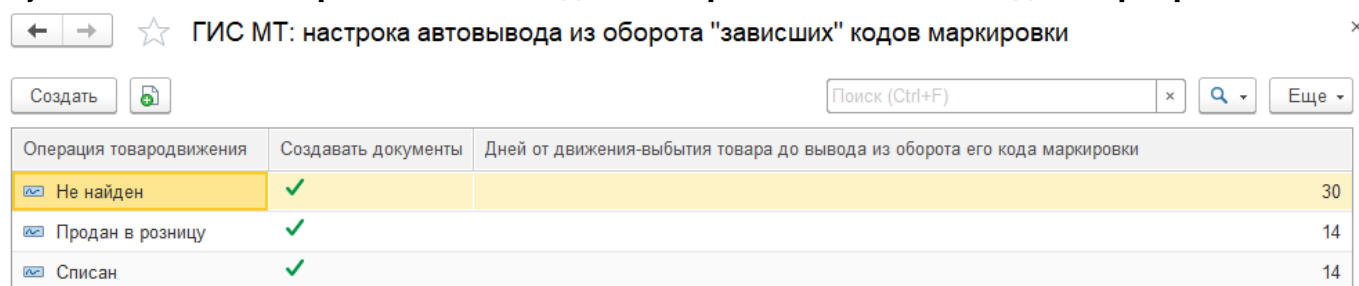 ГИС МТ: настрока автовывода из оборота "зависших" кодов маркировки
Создать Поиск (Ctrl+F) × Еще
Операция товародвижения Создавать документы Дней от движения-выбытия товара до вывода из оборота его кода маркировки
Не найден 30
Продан в розницу 14
Списан 14